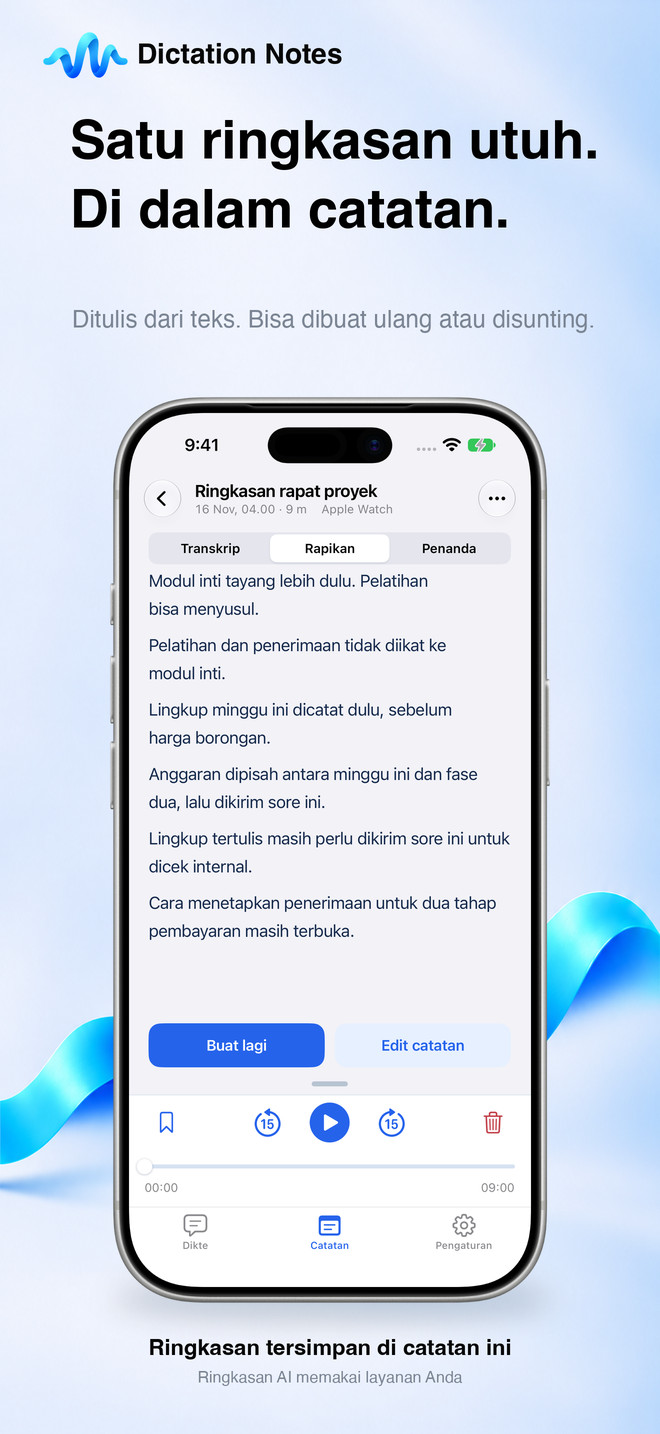 Dictation Notes
Satu ringkasan utuh.
Di dalam catatan.
Ditulis dari teks. Bisa dibuat ulang atau disunting.
9:41
Ringkasan rapat proyek
16 Nov, 04.00 · 9 m Apple Watch
Transkrip Rapikan Penanda
Modul inti tayang lebih dulu. Pelatihan
bisa menyusul.
Pelatihan dan penerimaan tidak diikat ke
modul inti.
Lingkup minggu ini dicatat dulu, sebelum
harga borongan.
Anggaran dipisah antara minggu ini dan fase
dua, lalu dikirim sore ini.
Lingkup tertulis masih perlu dikirim sore ini untuk
dicek internal.
Cara menetapkan penerimaan untuk dua tahap
pembayaran masih terbuka.
Buat lagi Edit catatan
15 15
00:00 09:00
Dikte Catatan Pengaturan
Ringkasan tersimpan di catatan ini
Ringkasan AI memakai layanan Anda